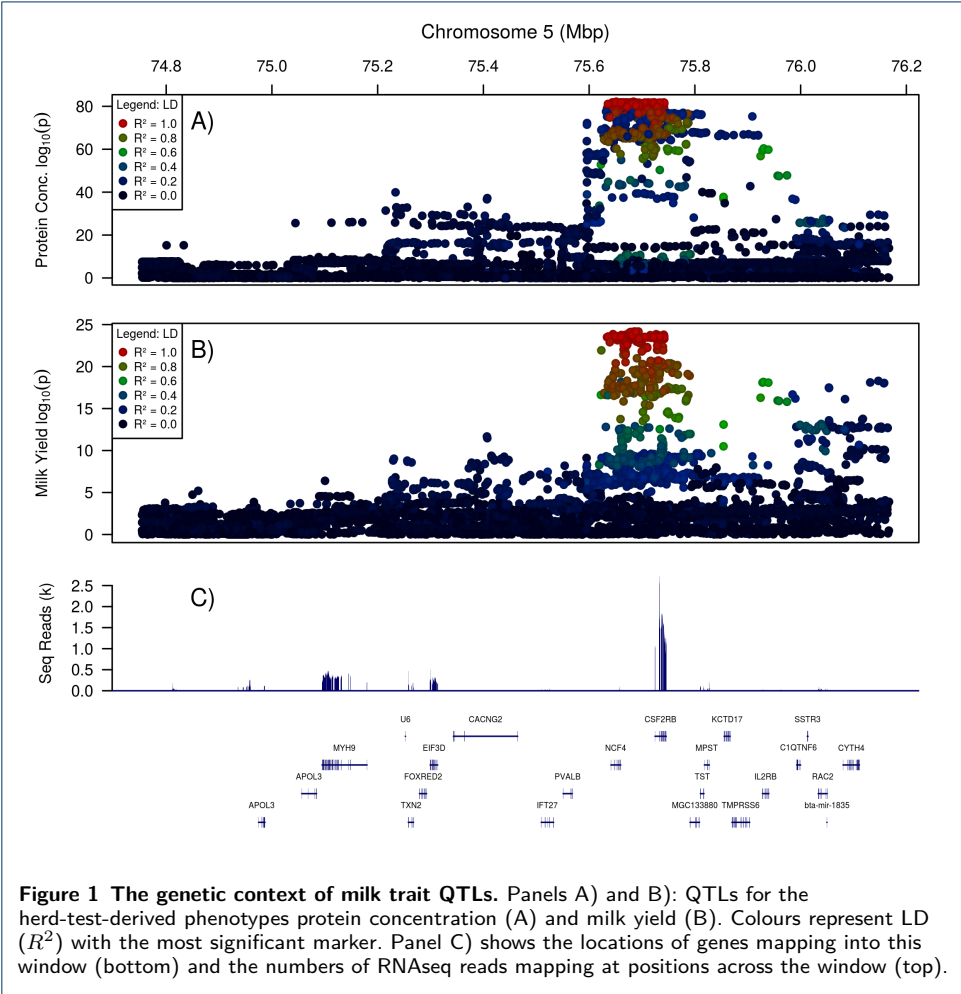 Chromosome 5 (Mbp)
74.8 75.0 75.2 75.4 75.6 75.8 76.0 76.2
Protein Conc. log10(p)
80
60
40
20
0
Legend: LD
R² = 1.0
R² = 0.8
R² = 0.6
R² = 0.4
R² = 0.2
R² = 0.0
A)
Milk Yield log10(p)
25
20
15
10
5
0
Legend: LD
R² = 1.0
R² = 0.8
R² = 0.6
R² = 0.4
R² = 0.2
R² = 0.0
B)
Seq Reads (k)
2.5
2.0
1.5
1.0
0.5
0.0
C)
U6 CACNG2 CSF2RB KCTD17 SSTR3
MYH9 EIF3D NCF4 MPST C1QTNF6 CYTH4
APOL3 FOXRED2 PVALB TST IL2RB RAC2
APOL3 TXN2 IFT27 MGC133880 TMPRSS6 bta-mir-1835
Figure 1 The genetic context of milk trait QTLs. Panels A) and B): QTLs for the
herd-test-derived phenotypes protein concentration (A) and milk yield (B). Colours represent LD
(R²) with the most significant marker. Panel C) shows the locations of genes mapping into this
window (bottom) and the numbers of RNAseq reads mapping at positions across the window (top).